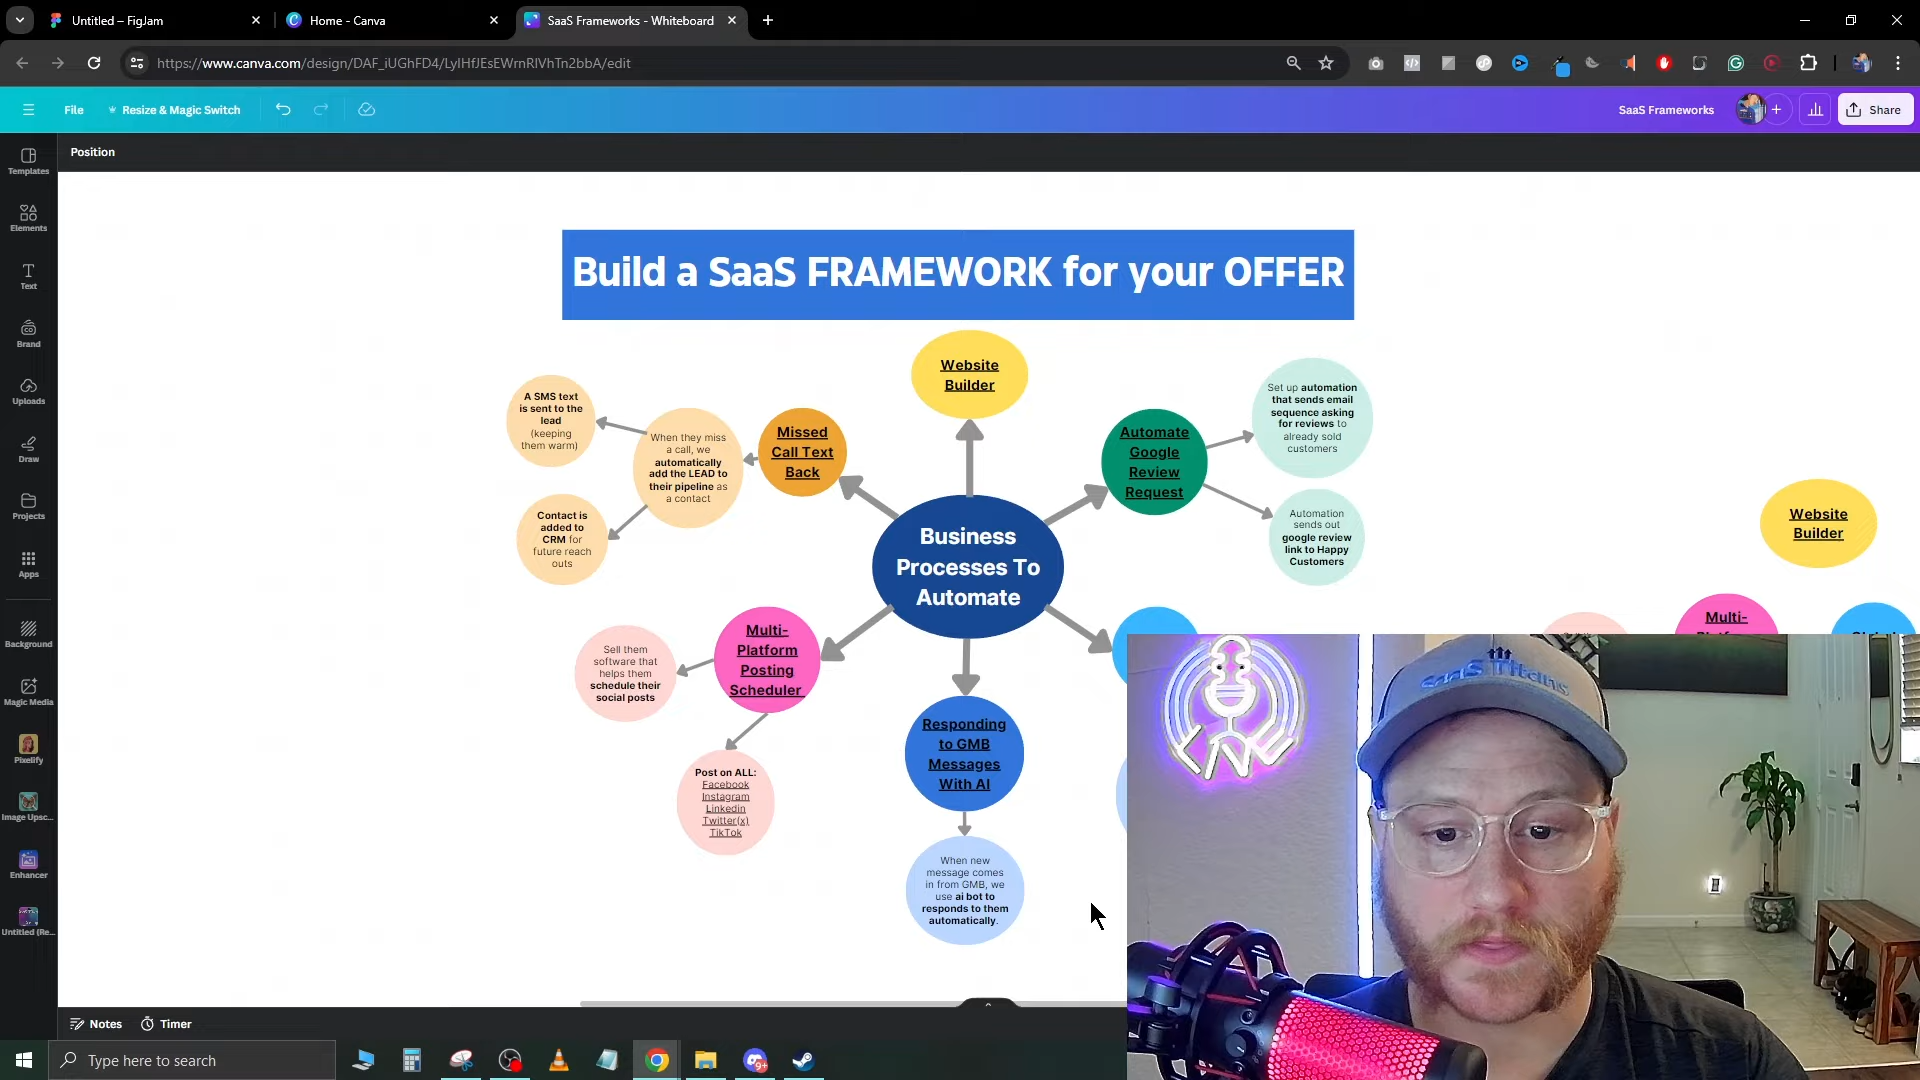 Untitled – FigJam
Home - Canva
SaaS Frameworks - Whiteboard
https://www.canva.com/design/DAF_iUGhFD4/LylHfJEsEWrnRlVhTn2bbA/edit
File
Resize & Magic Switch
SaaS Frameworks
Share
Position
Templates
Elements
Text
Brand
Uploads
Draw
Projects
Apps
Background
Magic Media
Pixelify
Image Upsc...
Enhancer
Untitled (Re...
Build a SaaS FRAMEWORK for your OFFER
Website
Builder
A SMS text
is sent to the
lead
(keeping
them warm)
When they miss
a call, we
automatically
add the LEAD to
their pipeline as
a contact
Missed
Call Text
Back
Contact is
added to
CRM for
future reach
outs
Automate
Google
Review
Request
Set up automation
that sends email
sequence asking
for reviews to
already sold
customers
Automation
sends out
google review
link to Happy
Customers
Business
Processes To
Automate
Website
Builder
Multi-
Sell them
software that
helps them
schedule their
social posts
Multi-
Platform
Posting
Scheduler
Post on ALL:
Facebook
Instagram
Linkedin
Twitter(x)
TikTok
Responding
to GMB
Messages
With AI
When new
message comes
in from GMB, we
use ai bot to
responds to them
automatically.
SaaS Titans
Notes
Timer
Type here to search
9+